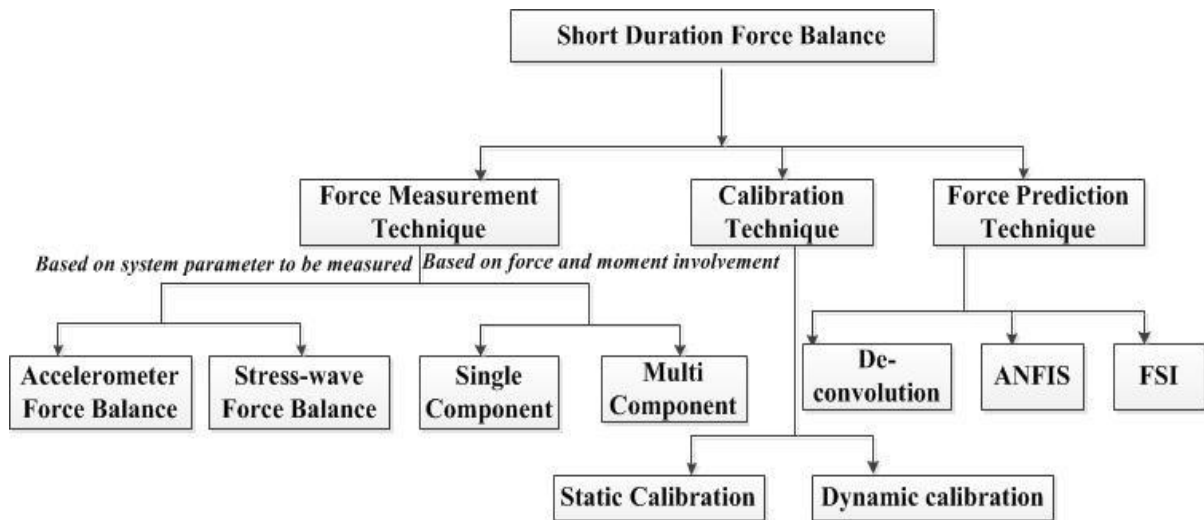 Short Duration Force Balance
Force Measurement
Technique
Calibration
Technique
Force Prediction
Technique
Based on system parameter to be measured
Based on force and moment involvement
Accelerometer
Force Balance
Stress-wave
Force Balance
Single
Component
Multi
Component
De-
convolution
ANFIS
FSI
Static Calibration
Dynamic calibration